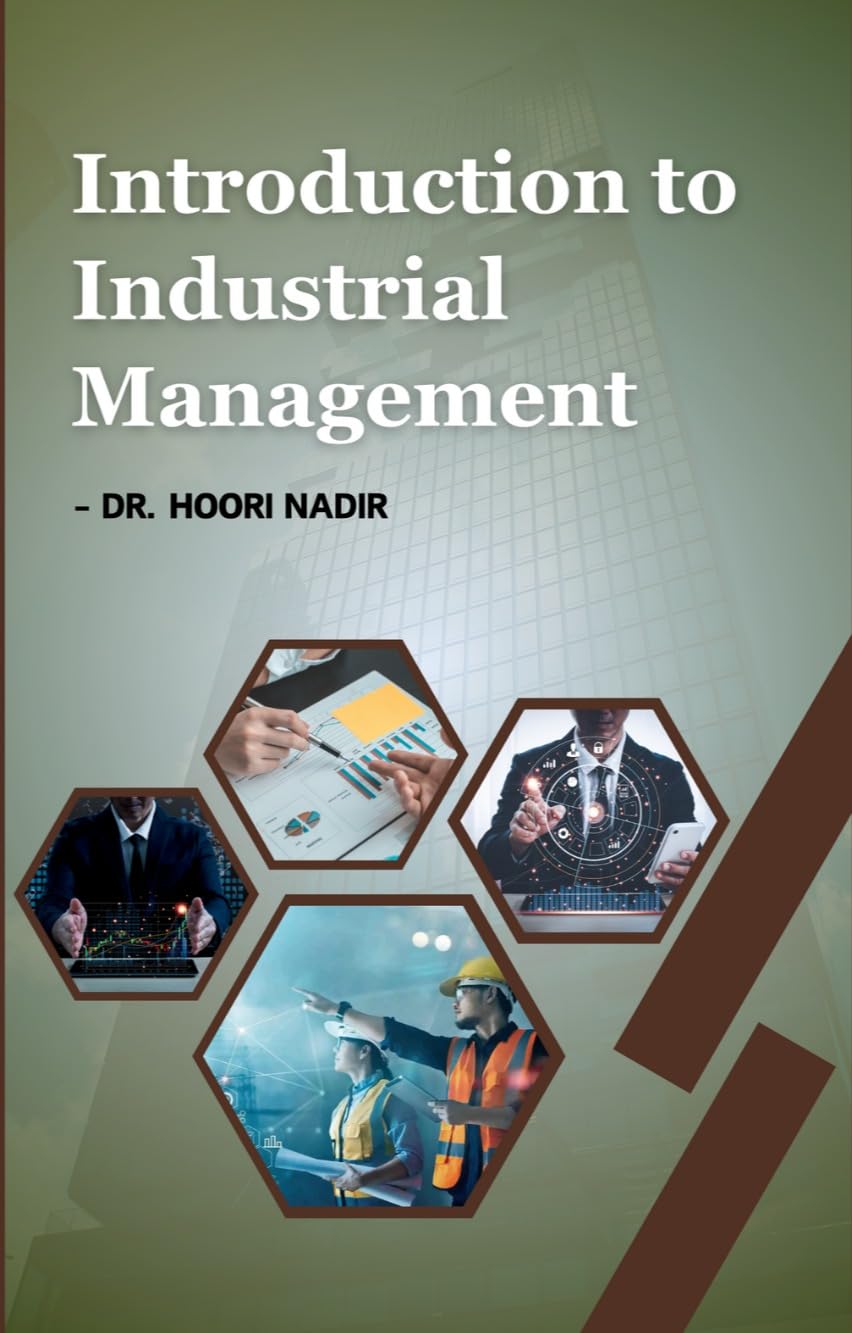 Introduction to
Industrial
Management
– DR. HOORI NADIR